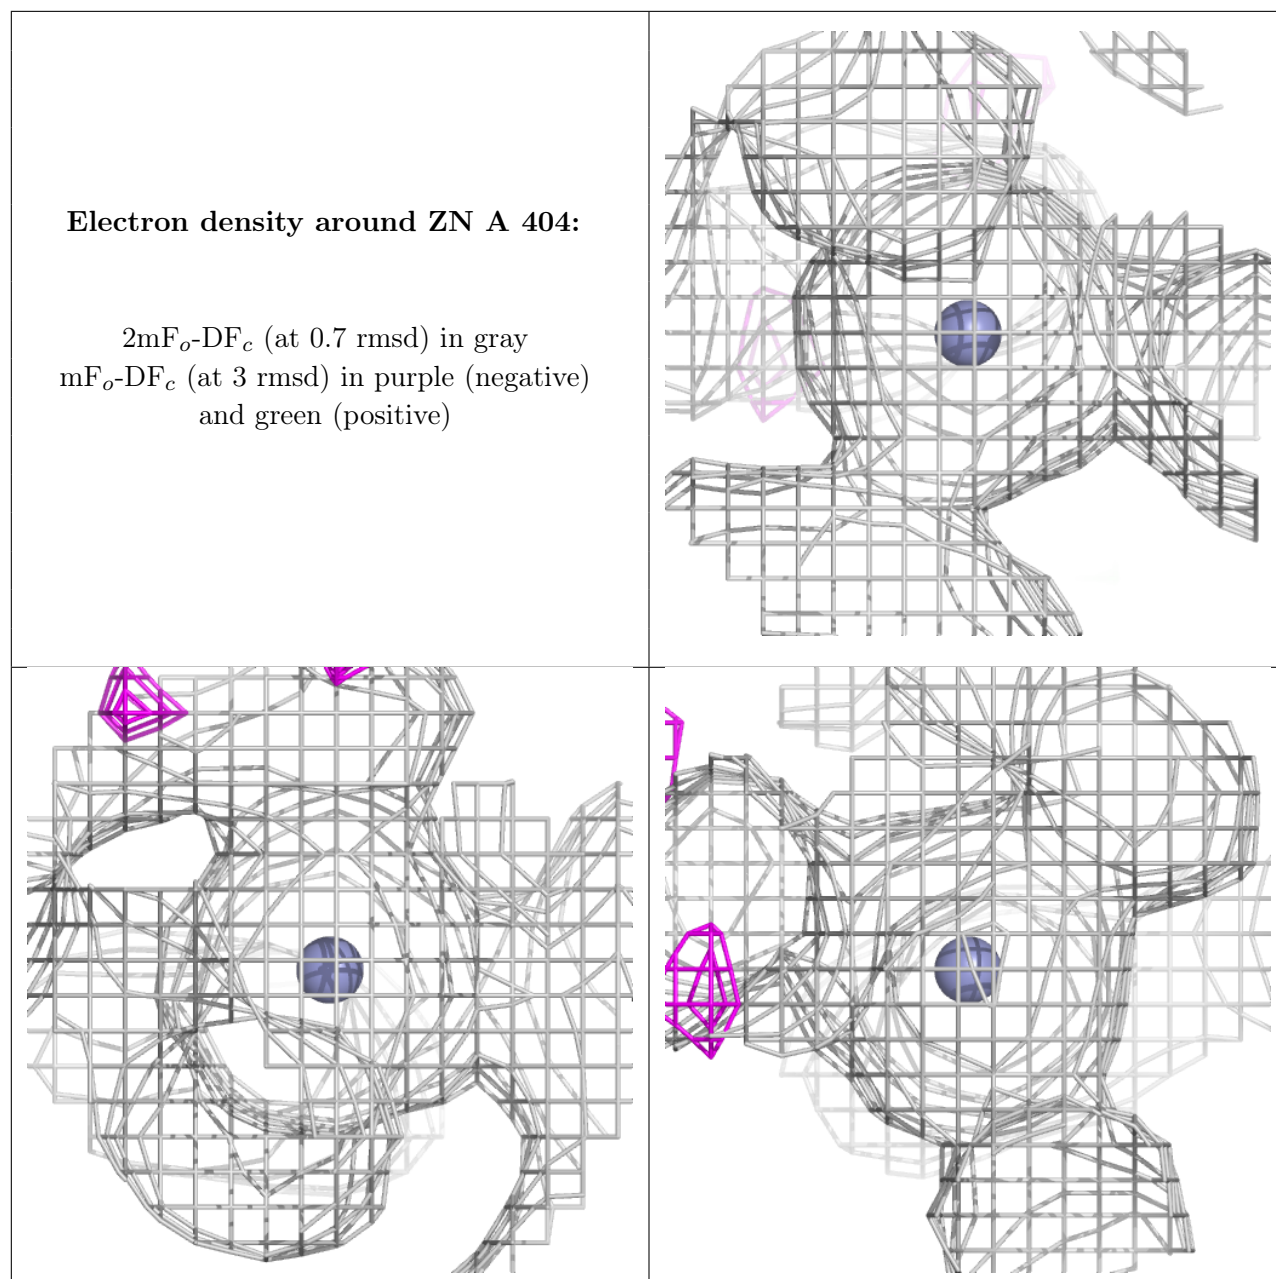 Electron density around ZN A 404:
2mFo-DFc (at 0.7 rmsd) in gray
mFo-DFc (at 3 rmsd) in purple (negative)
and green (positive)